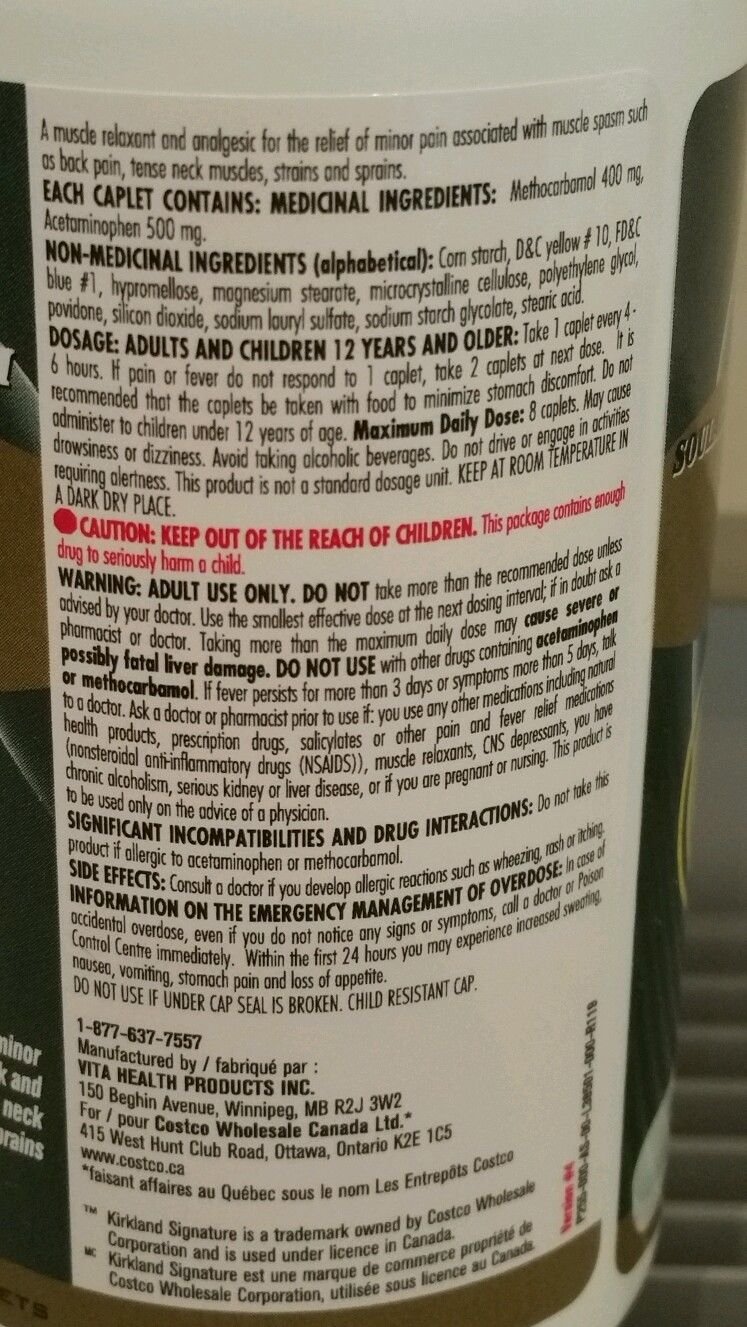 A muscle relaxant and analgesic for the relief of minor pain associated with muscle spasm such
as back pain, tense neck muscles, strains and sprains.
EACH CAPLET CONTAINS: MEDICINAL INGREDIENTS: Methocarbamol 400 mg,
Acetaminophen 500 mg.
NON-MEDICINAL INGREDIENTS (alphabetical): Corn starch, D&C yellow # 10, FD&C
blue #1, hypromellose, magnesium stearate, microcrystalline cellulose, polyethylene glycol,
povidone, silicon dioxide, sodium lauryl sulfate, sodium starch glycolate, stearic acid.
DOSAGE: ADULTS AND CHILDREN 12 YEARS AND OLDER: Take 1 caplet every 4-
6 hours. If pain or fever do not respond to 1 caplet, take 2 caplets at next dose. It is
recommended that the caplets be taken with food to minimize stomach discomfort. Do not
administer to children under 12 years of age. Maximum Daily Dose: 8 caplets. May cause
drowsiness or dizziness. Avoid taking alcoholic beverages. Do not drive or engage in activities
requiring alertness. This product is not a standard dosage unit. KEEP AT ROOM TEMPERATURE IN
A DARK DRY PLACE.
CAUTION: KEEP OUT OF THE REACH OF CHILDREN. This package contains enough
drug to seriously harm a child.
WARNING: ADULT USE ONLY. DO NOT take more than the recommended dose unless
advised by your doctor. Use the smallest effective dose at the next dosing interval; if in doubt ask a
pharmacist or doctor. Taking more than the maximum daily dose may cause severe or
possibly fatal liver damage. DO NOT USE with other drugs containing acetaminophen
or methocarbamol. If fever persists for more than 3 days or symptoms more than 5 days, talk
to a doctor. Ask a doctor or pharmacist prior to use if: you use any other medications including natural
health products, prescription drugs, salicylates or other pain and fever relief medications
(nonsteroidal anti-inflammatory drugs (NSAIDS)), muscle relaxants, CNS depressants, you have
chronic alcoholism, serious kidney or liver disease, or if you are pregnant or nursing. This product is
to be used only on the advice of a physician.
SIGNIFICANT INCOMPATIBILITIES AND DRUG INTERACTIONS: Do not take this
product if allergic to acetaminophen or methocarbamol.
SIDE EFFECTS: Consult a doctor if you develop allergic reactions such as wheezing, rash or itching.
INFORMATION ON THE EMERGENCY MANAGEMENT OF OVERDOSE: In case of
accidental overdose, even if you do not notice any signs or symptoms, call a doctor or Poison
Control Centre immediately. Within the first 24 hours you may experience increased sweating,
nausea, vomiting, stomach pain and loss of appetite.
DO NOT USE IF UNDER CAP SEAL IS BROKEN. CHILD RESISTANT CAP.
1-877-637-7557
Manufactured by / fabriqué par :
VITA HEALTH PRODUCTS INC.
150 Beghin Avenue, Winnipeg, MB R2J 3W2
For / pour Costco Wholesale Canada Ltd.*
415 West Hunt Club Road, Ottawa, Ontario K2E 1C5
www.costco.ca
*faisant affaires au Québec sous le nom Les Entrepôts Costco
TM Kirkland Signature is a trademark owned by Costco Wholesale
Corporation and is used under licence in Canada.
MC Kirkland Signature est une marque de commerce propriété de
Costco Wholesale Corporation, utilisée sous licence au Canada.
Version #4
minor
k and
neck
rains
ETS
SOUL